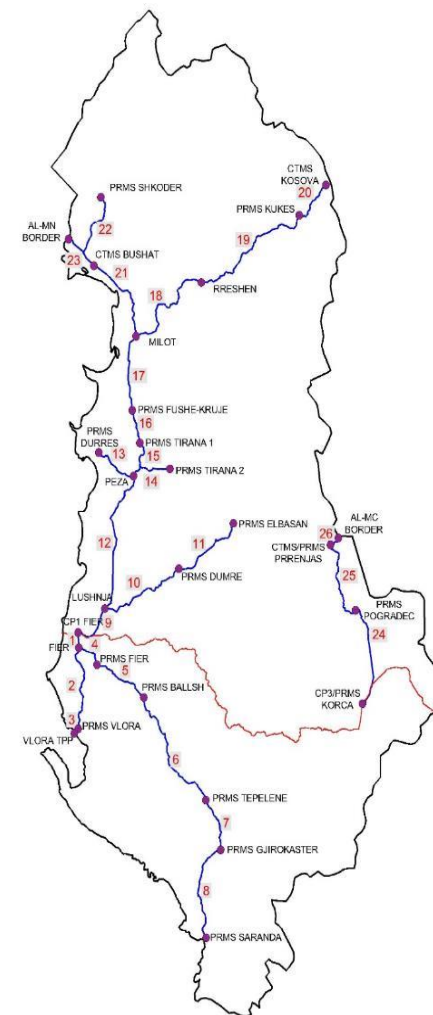 CTMS
KOSOVA
20
PRMS SHKODER
PRMS KUKES
22
AL-MN
BORDER
19
23
CTMS BUSHAT
21
RRESHEN
18
MILOT
17
PRMS FUSHE-KRUJE
16
PRMS
DURRES
PRMS TIRANA 1
13
15
PRMS TIRANA 2
PEZA
14
PRMS ELBASAN
AL-MC
BORDER
26
11
12
CTMS/PRMS
PRRENJAS
PRMS DUMRE
25
10
LUSHNJA
PRMS
POGRADEC
9
CP1 FIER
24
1
4
FIER
PRMS FIER
5
2
PRMS BALLSH
CP3/PRMS
KORCA
3
PRMS VLORA
VLORA TPP
6
PRMS TEPELENE
7
PRMS GJIROKASTER
8
PRMS SARANDA